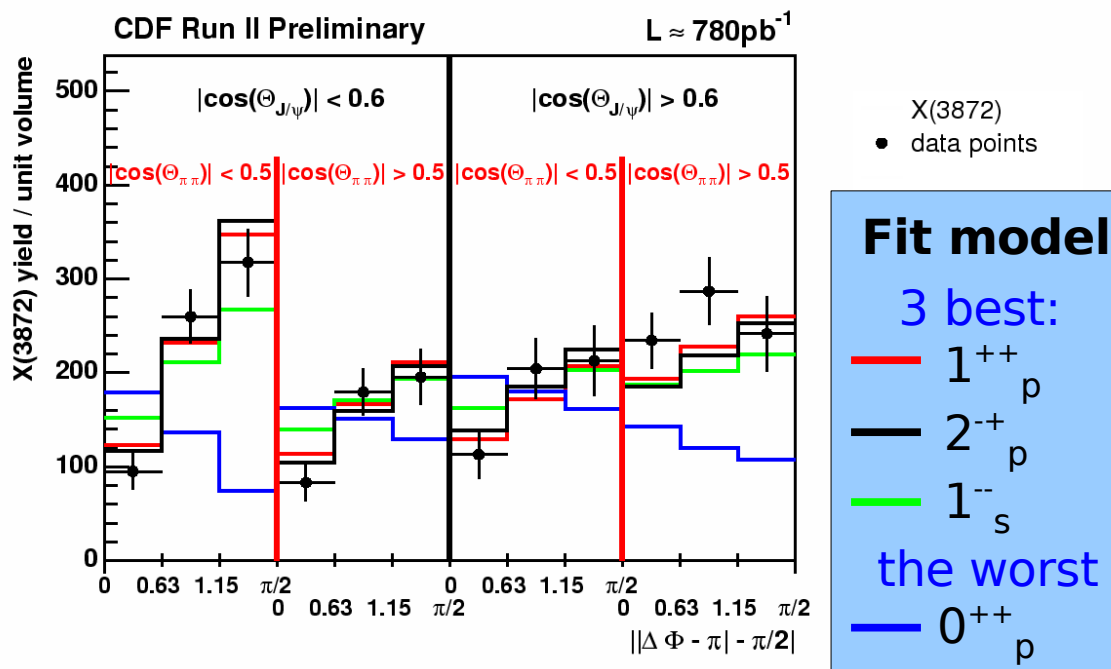 CDF Run II Preliminary
L ≈ 780pb⁻¹
X(3872) yield / unit volume
500
400
300
200
100
0
|cos(Θ_J/ψ)| < 0.6
|cos(Θ_J/ψ)| > 0.6
|cos(Θ_ππ)| < 0.5
|cos(Θ_ππ)| > 0.5
|cos(Θ_ππ)| < 0.5
|cos(Θ_ππ)| > 0.5
0 0.63 1.15 π/2
0 0.63 1.15 π/2
0 0.63 1.15 π/2
0 0.63 1.15 π/2
||ΔΦ - π| - π/2|
X(3872)
data points
Fit model
3 best:
1⁺⁺p
2⁻⁺p
1⁻⁻s
the worst
0⁺⁺p